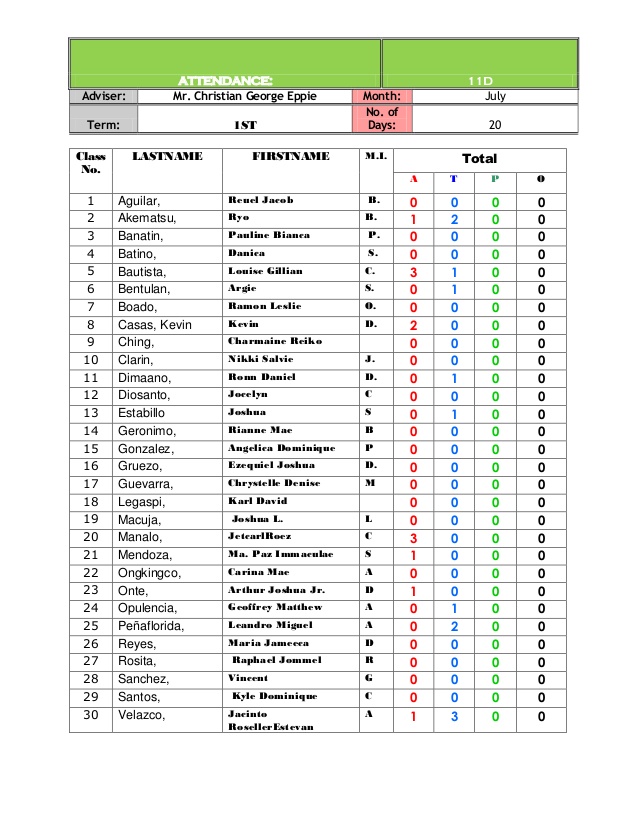 ATTENDANCE: 11D
Adviser: Mr. Christian George Eppie Month: July
Term: 1ST No. of Days: 20
Class No. LASTNAME FIRSTNAME M.I. Total
A T P O
1 Aguilar, Reuel Jacob B. 0 0 0 0
2 Akematsu, Ryo B. 1 2 0 0
3 Banatin, Pauline Bianca P. 0 0 0 0
4 Batino, Danica S. 0 0 0 0
5 Bautista, Louise Gillian C. 3 1 0 0
6 Bentulan, Argie S. 0 1 0 0
7 Boado, Ramon Leslie O. 0 0 0 0
8 Casas, Kevin Kevin D. 2 0 0 0
9 Ching, Charmaine Reiko 0 0 0 0
10 Clarin, Nikki Salvie J. 0 0 0 0
11 Dimaano, Ronn Daniel D. 0 1 0 0
12 Diosanto, Jocelyn C 0 0 0 0
13 Estabillo Joshua S 0 1 0 0
14 Geronimo, Rianne Mae B 0 0 0 0
15 Gonzalez, Angelica Dominique P 0 0 0 0
16 Gruezo, Ezequiel Joshua D. 0 0 0 0
17 Guevarra, Chrystelle Denise M 0 0 0 0
18 Legaspi, Karl David 0 0 0 0
19 Macuja, Joshua L. L 0 0 0 0
20 Manalo, JetcarlRoez C 3 0 0 0
21 Mendoza, Ma. Paz Immaculae S 1 0 0 0
22 Ongkingco, Carina Mae A 0 0 0 0
23 Onte, Arthur Joshua Jr. D 1 0 0 0
24 Opulencia, Geoffrey Matthew A 0 1 0 0
25 Peñaflorida, Leandro Miguel A 0 2 0 0
26 Reyes, Maria Jamecca D 0 0 0 0
27 Rosita, Raphael Jommel R 0 0 0 0
28 Sanchez, Vincent G 0 0 0 0
29 Santos, Kyle Dominique C 0 0 0 0
30 Velazco, Jacinto A 1 3 0 0
RosellerEstevan